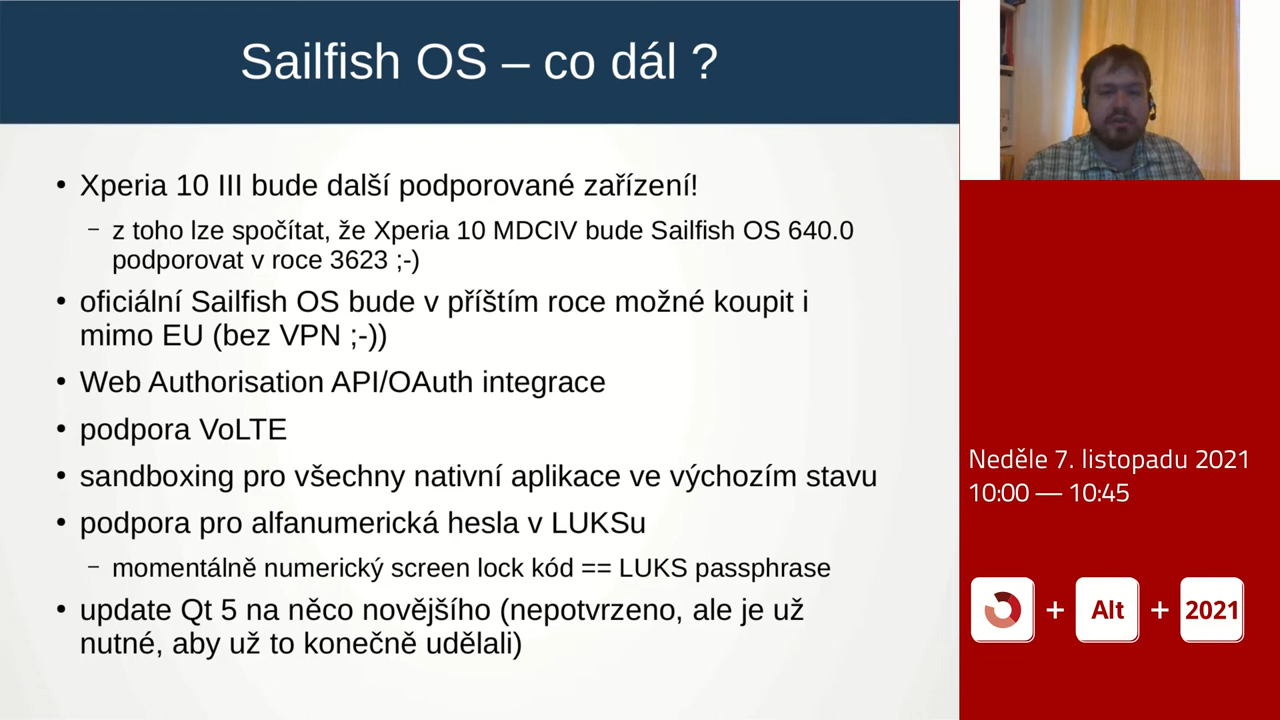 Sailfish OS – co dál ?
• Xperia 10 III bude další podporované zařízení!
– z toho lze spočítat, že Xperia 10 MDCIV bude Sailfish OS 640.0
podporovat v roce 3623 ;-)
• oficiální Sailfish OS bude v příštím roce možné koupit i
mimo EU (bez VPN ;-))
• Web Authorisation API/OAuth integrace
• podpora VoLTE
• sandboxing pro všechny nativní aplikace ve výchozím stavu
• podpora pro alfanumerická hesla v LUKSu
– momentálně numerický screen lock kód == LUKS passphrase
• update Qt 5 na něco novějšího (nepotvrzeno, ale je už
nutné, aby už to konečně udělali)
Neděle 7. listopadu 2021
10:00 — 10:45
+ Alt + 2021